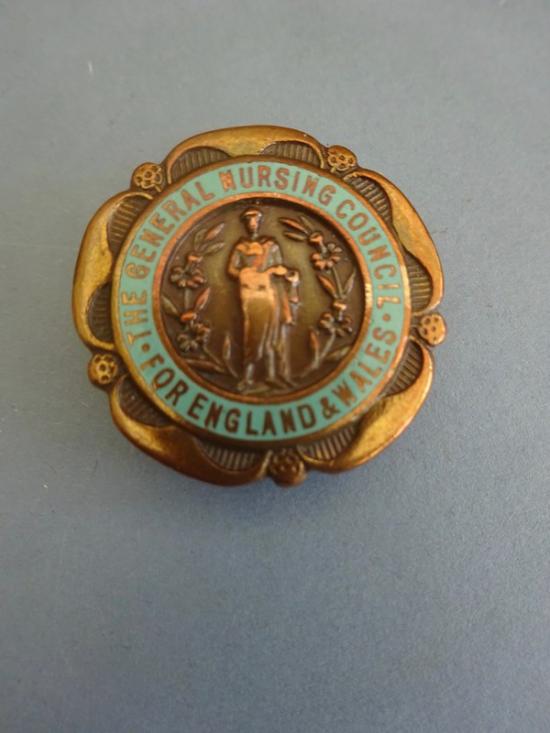 · THE GENERAL NURSING COUNCIL ·
FOR ENGLAND & WALES